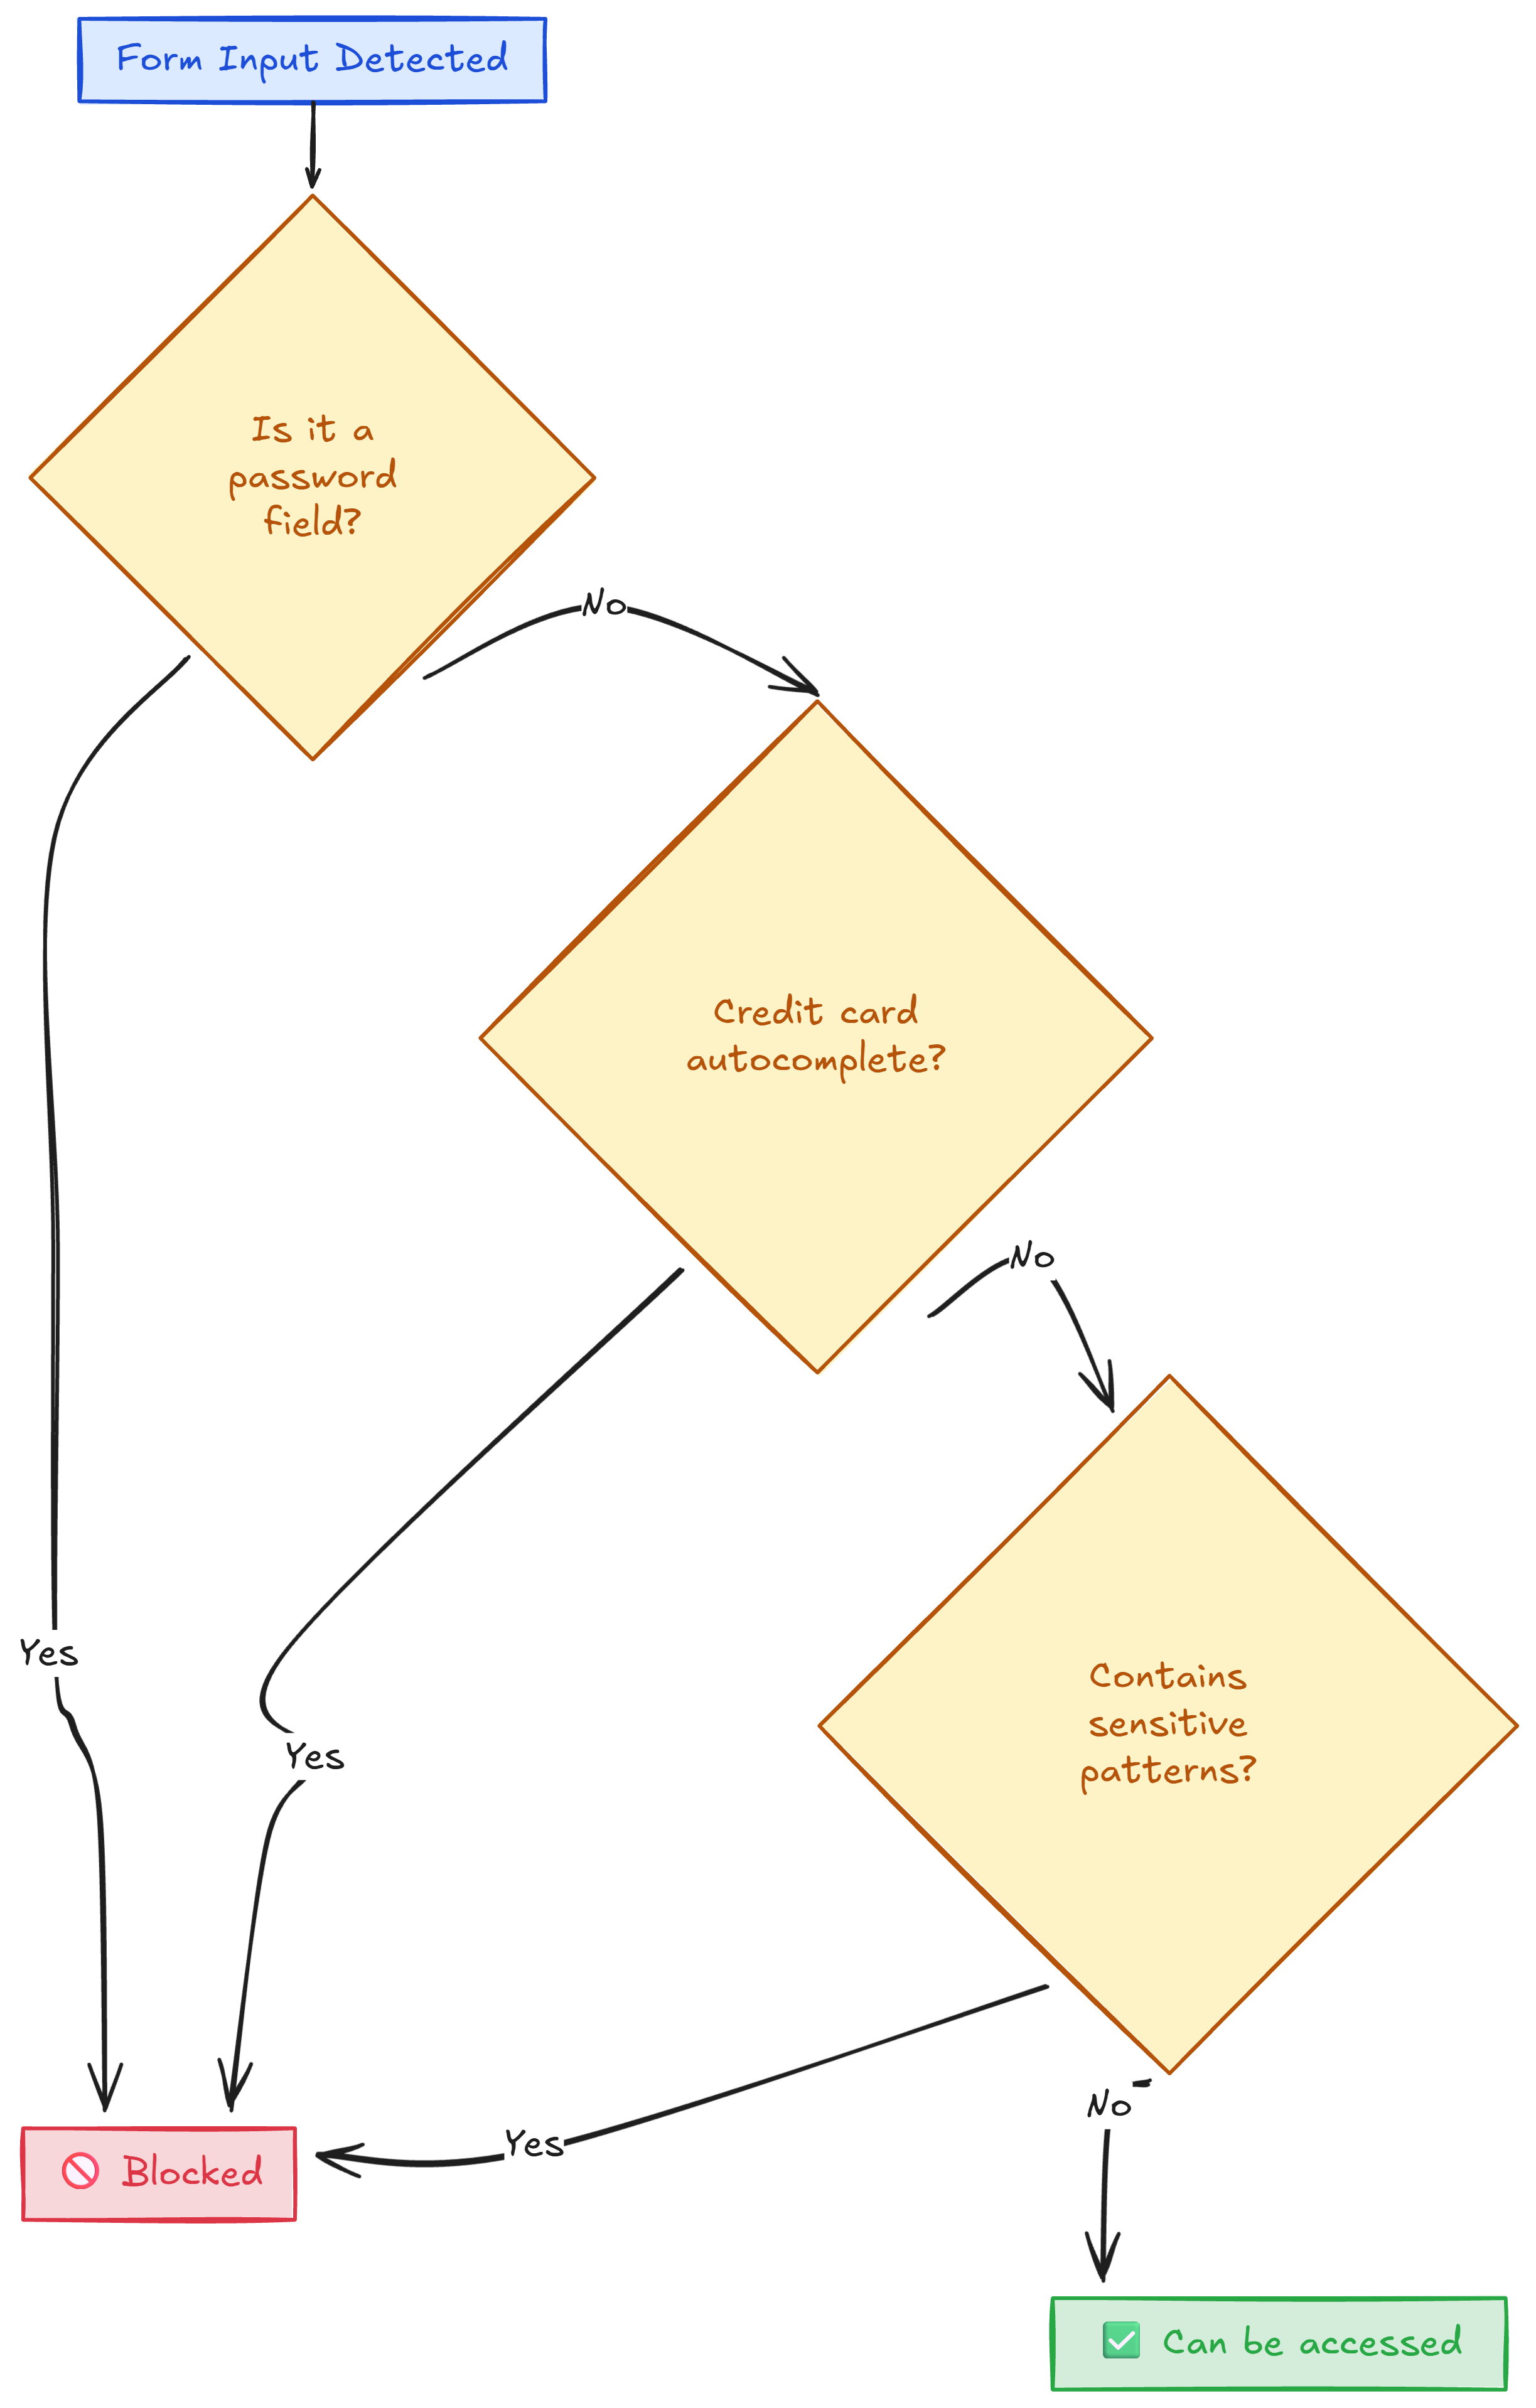 Form Input Detected
Is it a
password
field?
No
Credit card
autocomplete?
No
Yes
Contains
sensitive
patterns?
Yes
No
Yes
🚫 Blocked
✅ Can be accessed